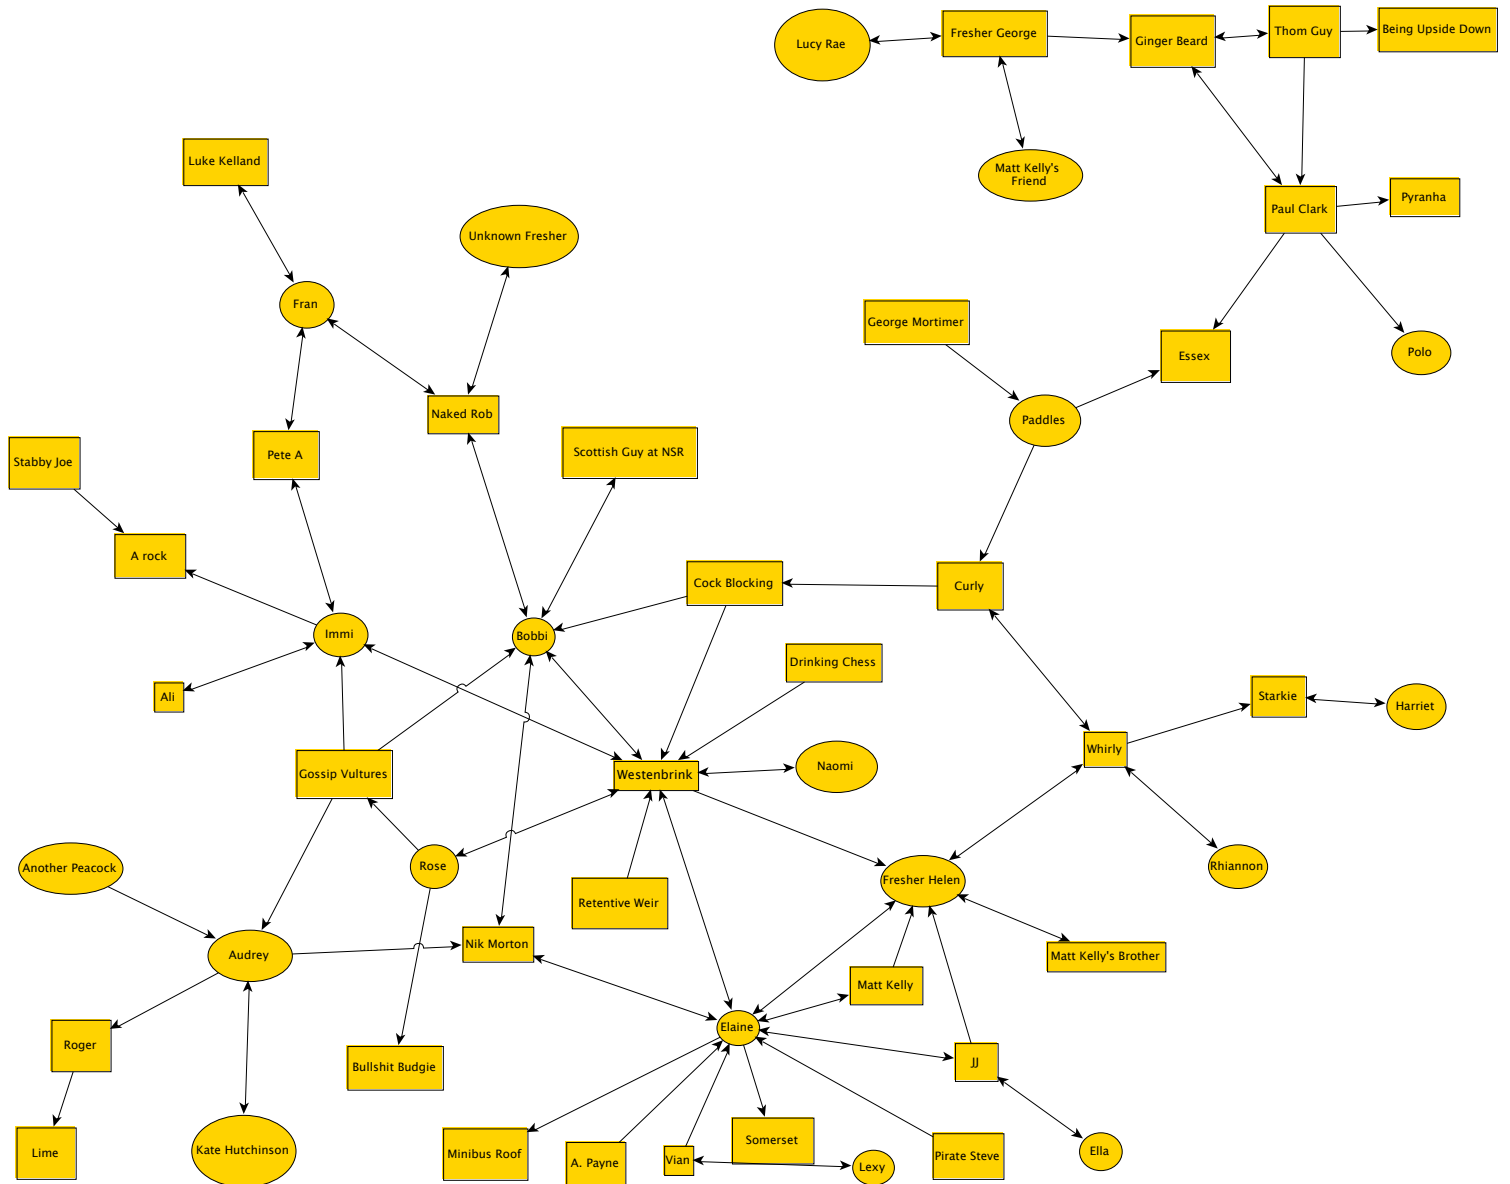 Lucy Rae
Fresher George
Ginger Beard
Thom Guy
Being Upside Down
Luke Kelland
Matt Kelly's
Friend
Pyranha
Paul Clark
Unknown Fresher
Fran
George Mortimer
Essex
Polo
Naked Rob
Paddles
Stabby Joe
Pete A
Scottish Guy at NSR
A rock
Cock Blocking
Curly
Immi
Bobbi
Drinking Chess
Ali
Starkie
Harriet
Gossip Vultures
Westenbrink
Naomi
Whirly
Another Peacock
Rose
Retentive Weir
Fresher Helen
Rhiannon
Audrey
Nik Morton
Matt Kelly's Brother
Matt Kelly
Roger
Bullshit Budgie
Elaine
JJ
Lime
Kate Hutchinson
Minibus Roof
A. Payne
Vian
Somerset
Lexy
Pirate Steve
Ella